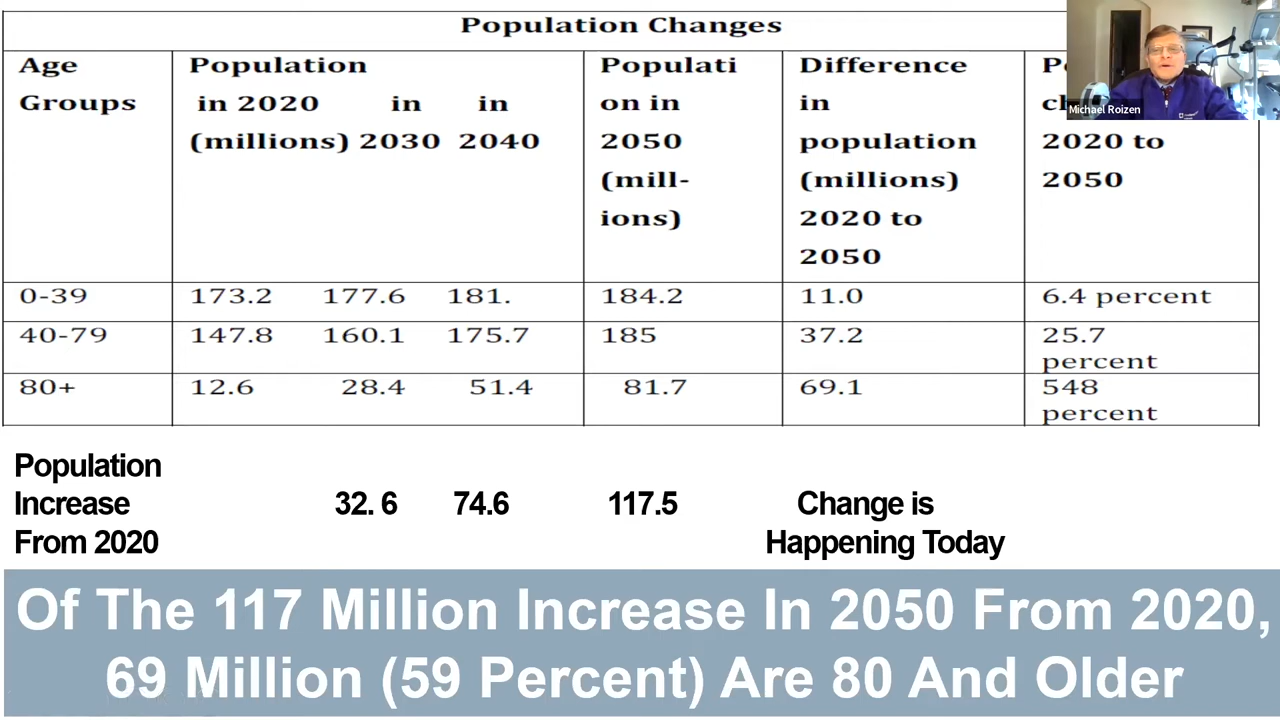 Population Changes
Age Groups
Population in 2020 (millions)
in 2030
in 2040
Populati
on in
2050
(mill-
ions)
Difference
in
population
(millions)
2020 to
2050
2020 to
2050
0-39 173.2 177.6 181. 184.2 11.0 6.4 percent
40-79 147.8 160.1 175.7 185 37.2 25.7
percent
80+ 12.6 28.4 51.4 81.7 69.1 548
percent
Michael Roizen
Population
Increase 32. 6 74.6 117.5 Change is
From 2020 Happening Today
Of The 117 Million Increase In 2050 From 2020,
69 Million (59 Percent) Are 80 And Older